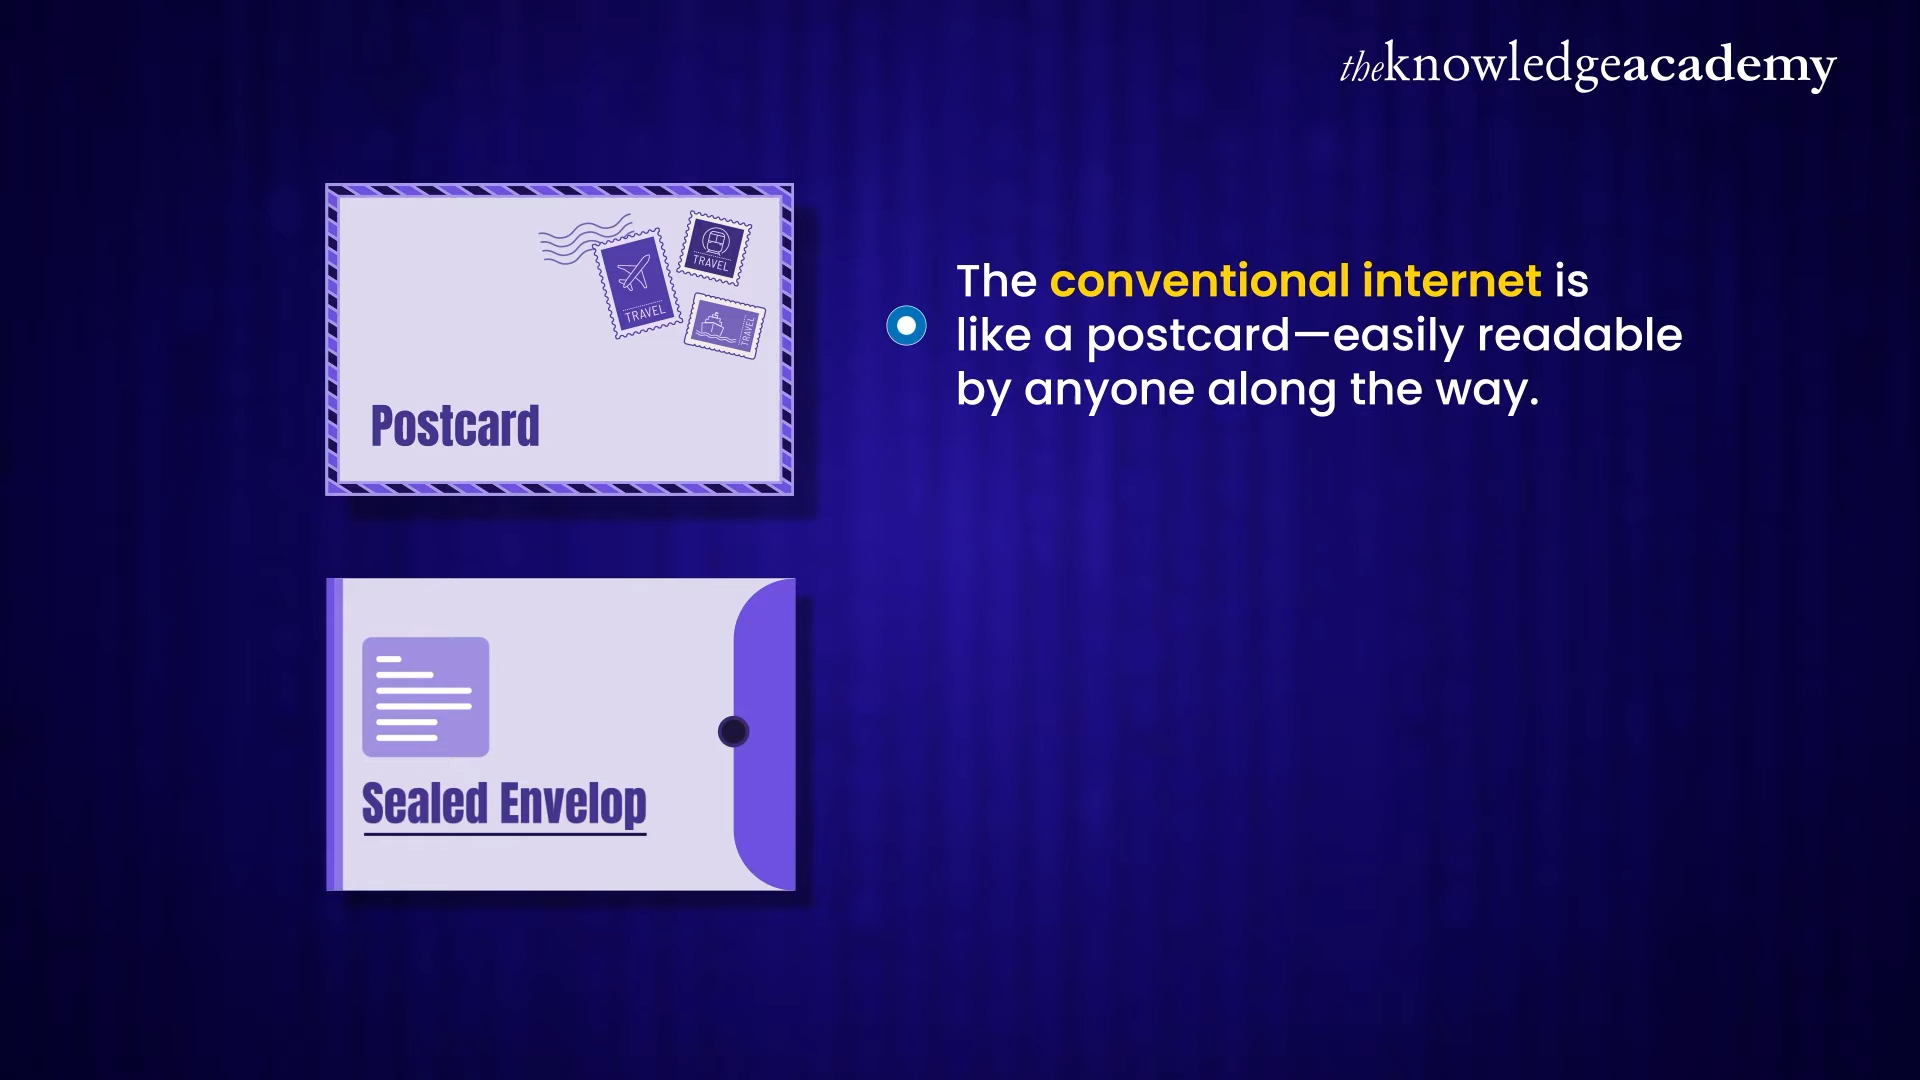 theknowledgeacademy
TRAVEL
TRAVEL
TRAVEL
Postcard
The conventional internet is
like a postcard—easily readable
by anyone along the way.
Sealed Envelop